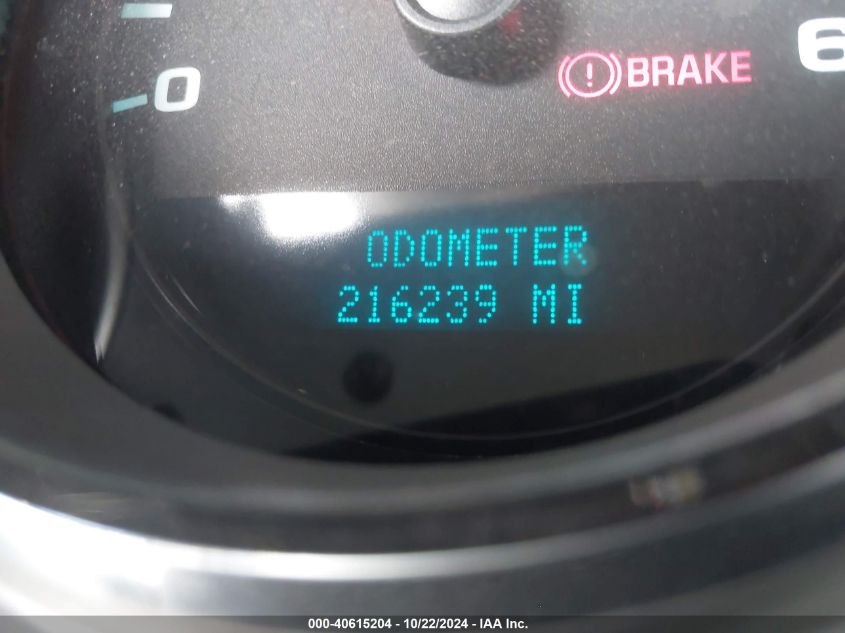 0
6
BRAKE
ODOMETER
216239 MI
000-40615204 - 10/22/2024 - IAA Inc.